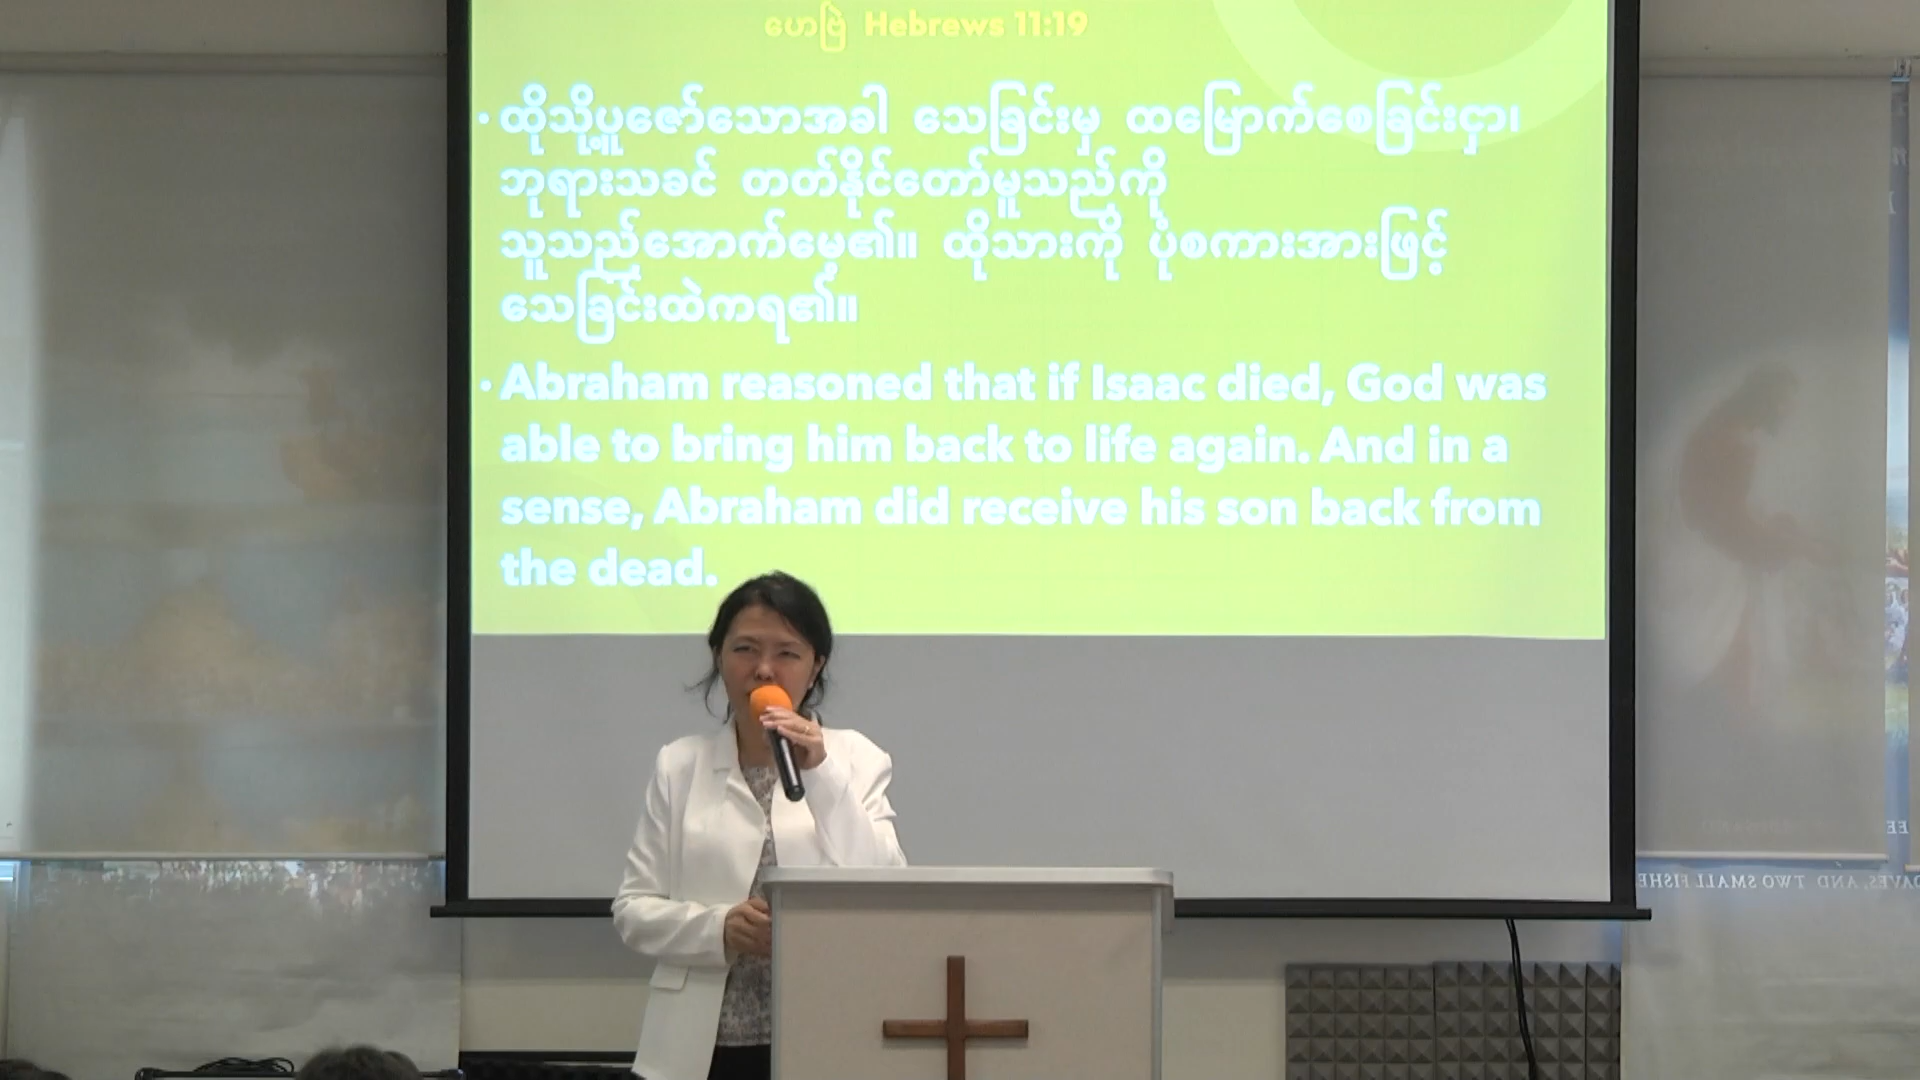 ဟေဗြဲ Hebrews 11:19
• ထိုသို့ပူဇော်သောအခါ သေခြင်းမှ ထမြောက်စေခြင်းငှာ၊
ဘုရားသခင် တတ်နိုင်တော်မူသည်ကို
သူသည်အောက်မေ့၏။ ထိုသားကို ပုံစကားအားဖြင့်
သေခြင်းထဲကရ၏။
• Abraham reasoned that if Isaac died, God was
able to bring him back to life again. And in a
sense, Abraham did receive his son back from
the dead.
AND TWO SMALL FISHE